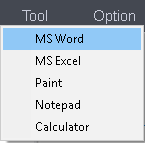 Tool Option
MS Word
MS Excel
Paint
Notepad
Calculator